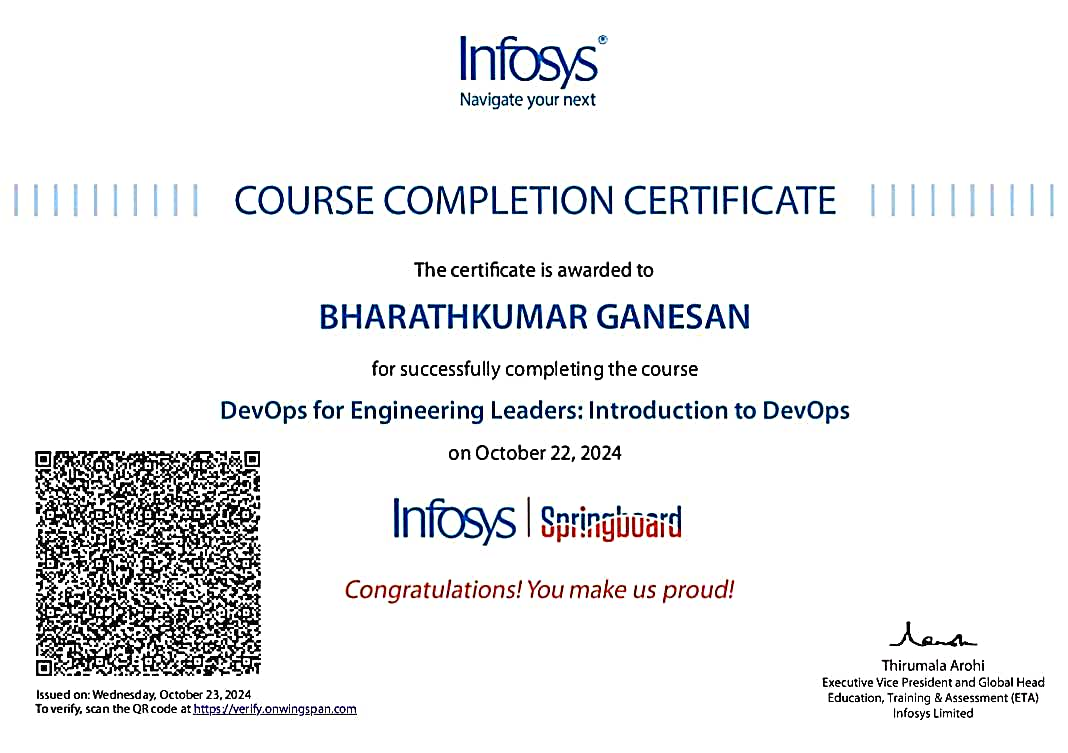 Infosys®
Navigate your next
COURSE COMPLETION CERTIFICATE
The certificate is awarded to
BHARATHKUMAR GANESAN
for successfully completing the course
DevOps for Engineering Leaders: Introduction to DevOps
on October 22, 2024
Infosys | Springboard
Congratulations! You make us proud!
Thirumala Arohi
Executive Vice President and Global Head
Education, Training & Assessment (ETA)
Infosys Limited
Issued on: Wednesday, October 23, 2024
To verify, scan the QR code at https://verify.onwingspan.com